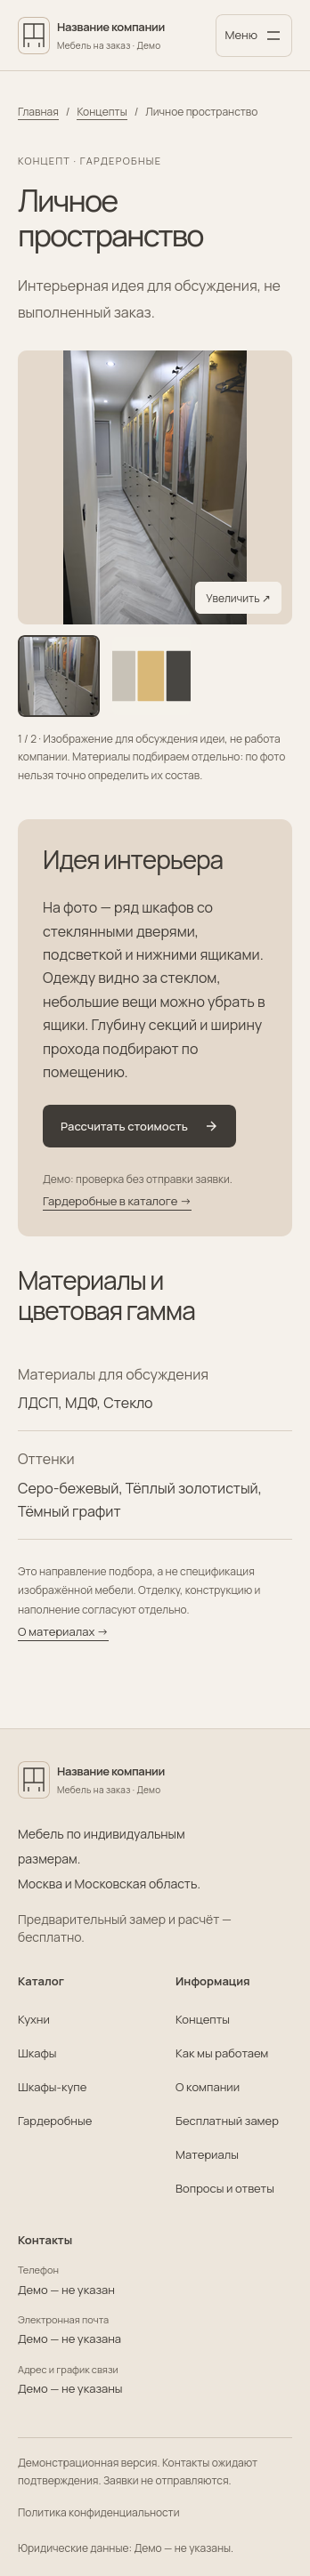 Название компании
Мебель на заказ · Демо
Меню
Главная / Концепты / Личное пространство
КОНЦЕПТ · ГАРДЕРОБНЫЕ
Личное
пространство
Интерьерная идея для обсуждения, не
выполненный заказ.
Увеличить ↗
1 / 2 · Изображение для обсуждения идеи, не работа
компании. Материалы подбираем отдельно: по фото
нельзя точно определить их состав.
Идея интерьера
На фото — ряд шкафов со
стеклянными дверями,
подсветкой и нижними ящиками.
Одежду видно за стеклом,
небольшие вещи можно убрать в
ящики. Глубину секций и ширину
прохода подбирают по
помещению.
Рассчитать стоимость →
Демо: проверка без отправки заявки.
Гардеробные в каталоге →
Материалы и
цветовая гамма
Материалы для обсуждения
ЛДСП, МДФ, Стекло
Оттенки
Серо-бежевый, Тёплый золотистый,
Тёмный графит
Это направление подбора, а не спецификация
изображённой мебели. Отделку, конструкцию и
наполнение согласуют отдельно.
О материалах →
Название компании
Мебель на заказ · Демо
Мебель по индивидуальным
размерам.
Москва и Московская область.
Предварительный замер и расчёт —
бесплатно.
Каталог
Кухни
Шкафы
Шкафы-купе
Гардеробные
Информация
Концепты
Как мы работаем
О компании
Бесплатный замер
Материалы
Вопросы и ответы
Контакты
Телефон
Демо — не указан
Электронная почта
Демо — не указана
Адрес и график связи
Демо — не указаны
Демонстрационная версия. Контакты ожидают
подтверждения. Заявки не отправляются.
Политика конфиденциальности
Юридические данные: Демо — не указаны.